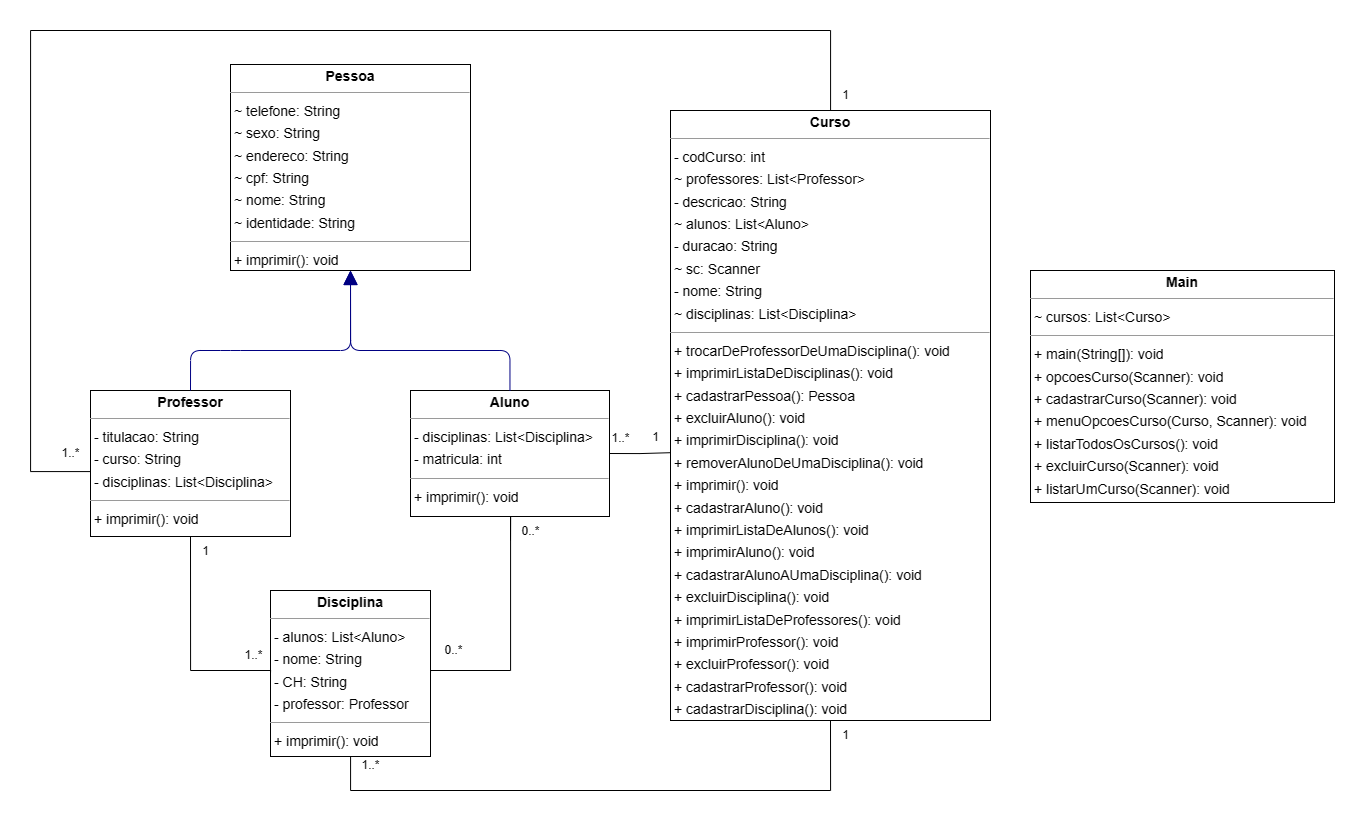 Pessoa
~ telefone: String
~ sexo: String
~ endereco: String
~ cpf: String
~ nome: String
~ identidade: String
+ imprimir(): void
1
Curso
- codCurso: int
~ professores: List<Professor>
- descricao: String
~ alunos: List<Aluno>
- duracao: String
~ sc: Scanner
- nome: String
~ disciplinas: List<Disciplina>
+ trocarDeProfessorDeUmaDisciplina(): void
+ imprimirListaDeDisciplinas(): void
+ cadastrarPessoa(): Pessoa
+ excluirAluno(): void
+ imprimirDisciplina(): void
+ removerAlunoDeUmaDisciplina(): void
+ imprimir(): void
+ cadastrarAluno(): void
+ imprimirListaDeAlunos(): void
+ imprimirAluno(): void
+ cadastrarAlunoAUmaDisciplina(): void
+ excluirDisciplina(): void
+ imprimirListaDeProfessores(): void
+ imprimirProfessor(): void
+ excluirProfessor(): void
+ cadastrarProfessor(): void
+ cadastrarDisciplina(): void
1
Main
~ cursos: List<Curso>
+ main(String[]): void
+ opcoesCurso(Scanner): void
+ cadastrarCurso(Scanner): void
+ menuOpcoesCurso(Curso, Scanner): void
+ listarTodosOsCursos(): void
+ excluirCurso(Scanner): void
+ listarUmCurso(Scanner): void
1..*
Professor
- titulacao: String
- curso: String
- disciplinas: List<Disciplina>
+ imprimir(): void
1
Aluno
- disciplinas: List<Disciplina>
- matricula: int
+ imprimir(): void
1..*
1
0..*
Disciplina
- alunos: List<Aluno>
- nome: String
- CH: String
- professor: Professor
+ imprimir(): void
1..*
0..*
1..*